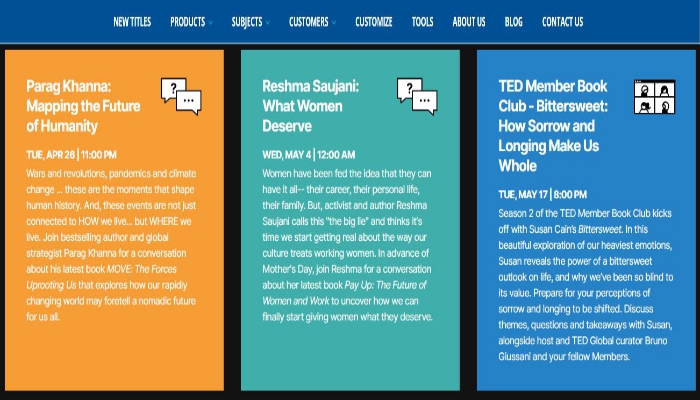 NEW TITLES PRODUCTS SUBJECTS CUSTOMERS CUSTOMIZE TOOLS ABOUT US BLOG CONTACT US
Parag Khanna:
Mapping the Future
of Humanity
?
...
TUE, APR 26 | 11:00 PM
Wars and revolutions, pandemics and climate
change ... these are the moments that shape
human history. And, these events are not just
connected to HOW we live... but WHERE we
live. Join bestselling author and global
strategist Parag Khanna for a conversation
about his latest book MOVE: The Forces
Uprooting Us that explores how our rapidly
changing world may foretell a nomadic future
for us all.
Reshma Saujani:
What Women
Deserve
?
...
WED, MAY 4 | 12:00 AM
Women have been fed the idea that they can
have it all-- their career, their personal life,
their family. But, activist and author Reshma
Saujani calls this "the big lie" and thinks it's
time we start getting real about the way our
culture treats working women. In advance of
Mother's Day, join Reshma for a conversation
about her latest book Pay Up: The Future of
Women and Work to uncover how we can
finally start giving women what they deserve.
TED Member Book
Club - Bittersweet:
How Sorrow and
Longing Make Us
Whole
TUE, MAY 17 | 8:00 PM
Season 2 of the TED Member Book Club kicks
off with Susan Cain's Bittersweet. In this
beautiful exploration of our heaviest emotions,
Susan reveals the power of a bittersweet
outlook on life, and why we've been so blind to
its value. Prepare for your perceptions of
sorrow and longing to be shifted. Discuss
themes, questions and takeaways with Susan,
alongside host and TED Global curator Bruno
Giussani and your fellow Members.